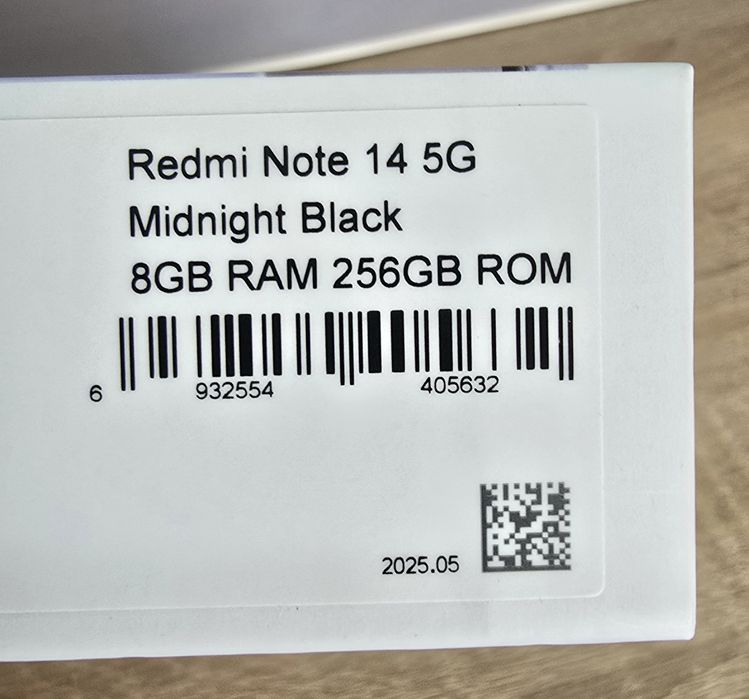 Redmi Note 14 5G
Midnight Black
8GB RAM 256GB ROM
6 932554 405632
2025.05